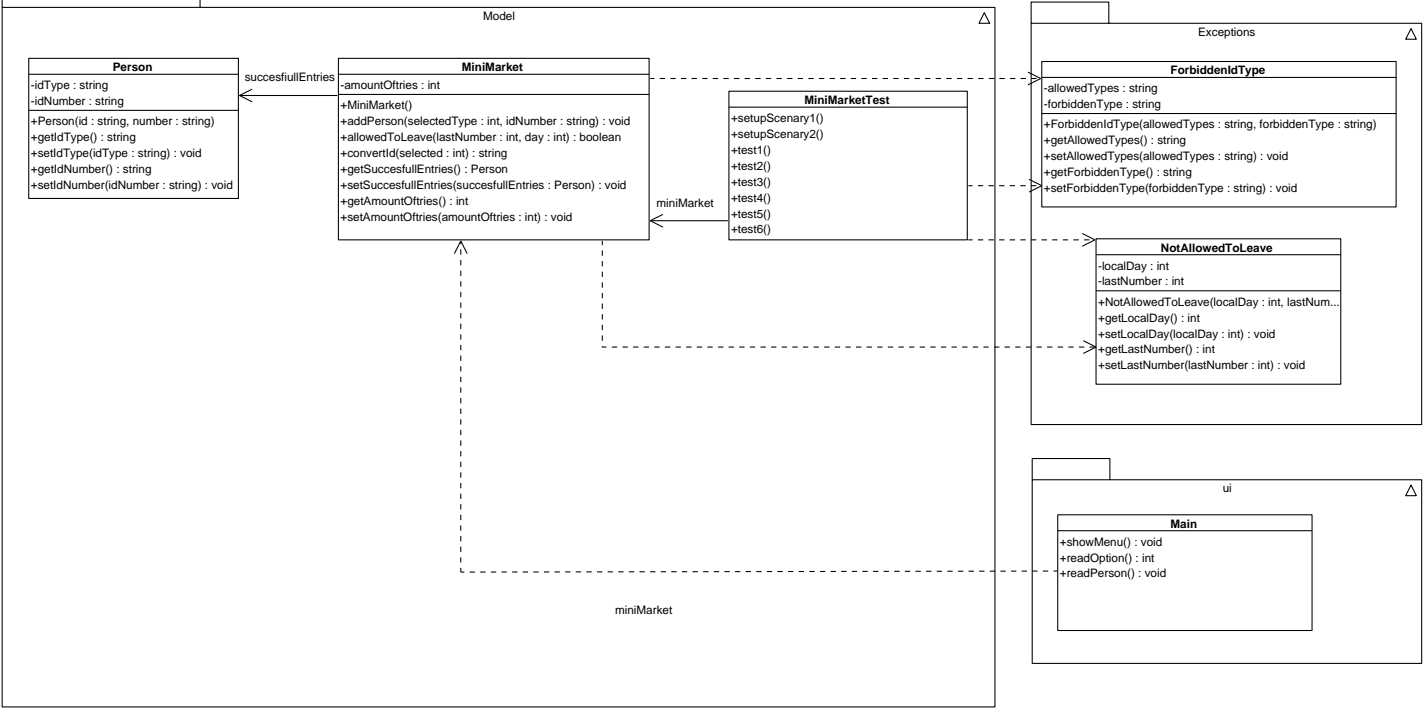 Model
Person
-idType : string
-idNumber : string
+Person(id : string, number : string)
+getIdType() : string
+setIdType(idType : string) : void
+getIdNumber() : string
+setIdNumber(idNumber : string) : void
succesfiullEntries
MiniMarket
-amountOftries : int
+MiniMarket()
+addPerson(selectedType : int, idNumber : string) : void
+allowedToLeave(lastNumber : int, day : int) : boolean
+convertId(selected : int) : string
+getSuccesfullEntries() : Person
+setSuccesfullEntries(succesfullEntries : Person) : void
+getAmountOftries() : int
+setAmountOftries(amountOftries : int) : void
miniMarket
MiniMarketTest
+setupScenary1()
+setupScenary2()
+test1()
+test2()
+test3()
+test4()
+test5()
+test6()
Exceptions
ForbiddenIdType
-allowedTypes : string
-forbiddenType : string
+ForbiddenIdType(allowedTypes : string, forbiddenType : string)
+getAllowedTypes() : string
+setAllowedTypes(allowedTypes : string) : void
+getForbiddenType() : string
+setForbiddenType(forbiddenType : string) : void
NotAllowedToLeave
-localDay : int
-lastNumber : int
+NotAllowedToLeave(localDay : int, lastNum...
+getLocalDay() : int
+setLocalDay(localDay : int) : void
+getLastNumber() : int
+setLastNumber(lastNumber : int) : void
ui
Main
+showMenu() : void
+readOption() : int
+readPerson() : void
miniMarket